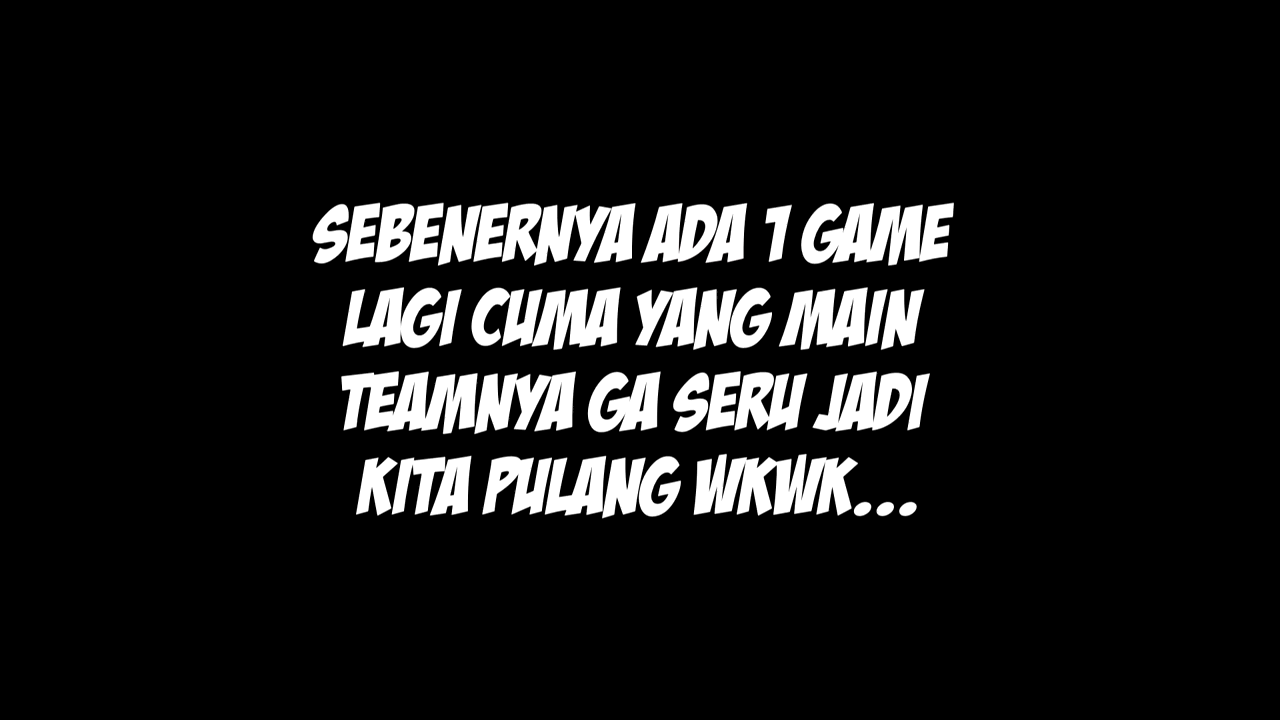 SEBENERNYA ADA 1 GAME
LAGI CUMA YANG MAIN
TEAMNYA GA SERU JADI
KITA PULANG WKWK...